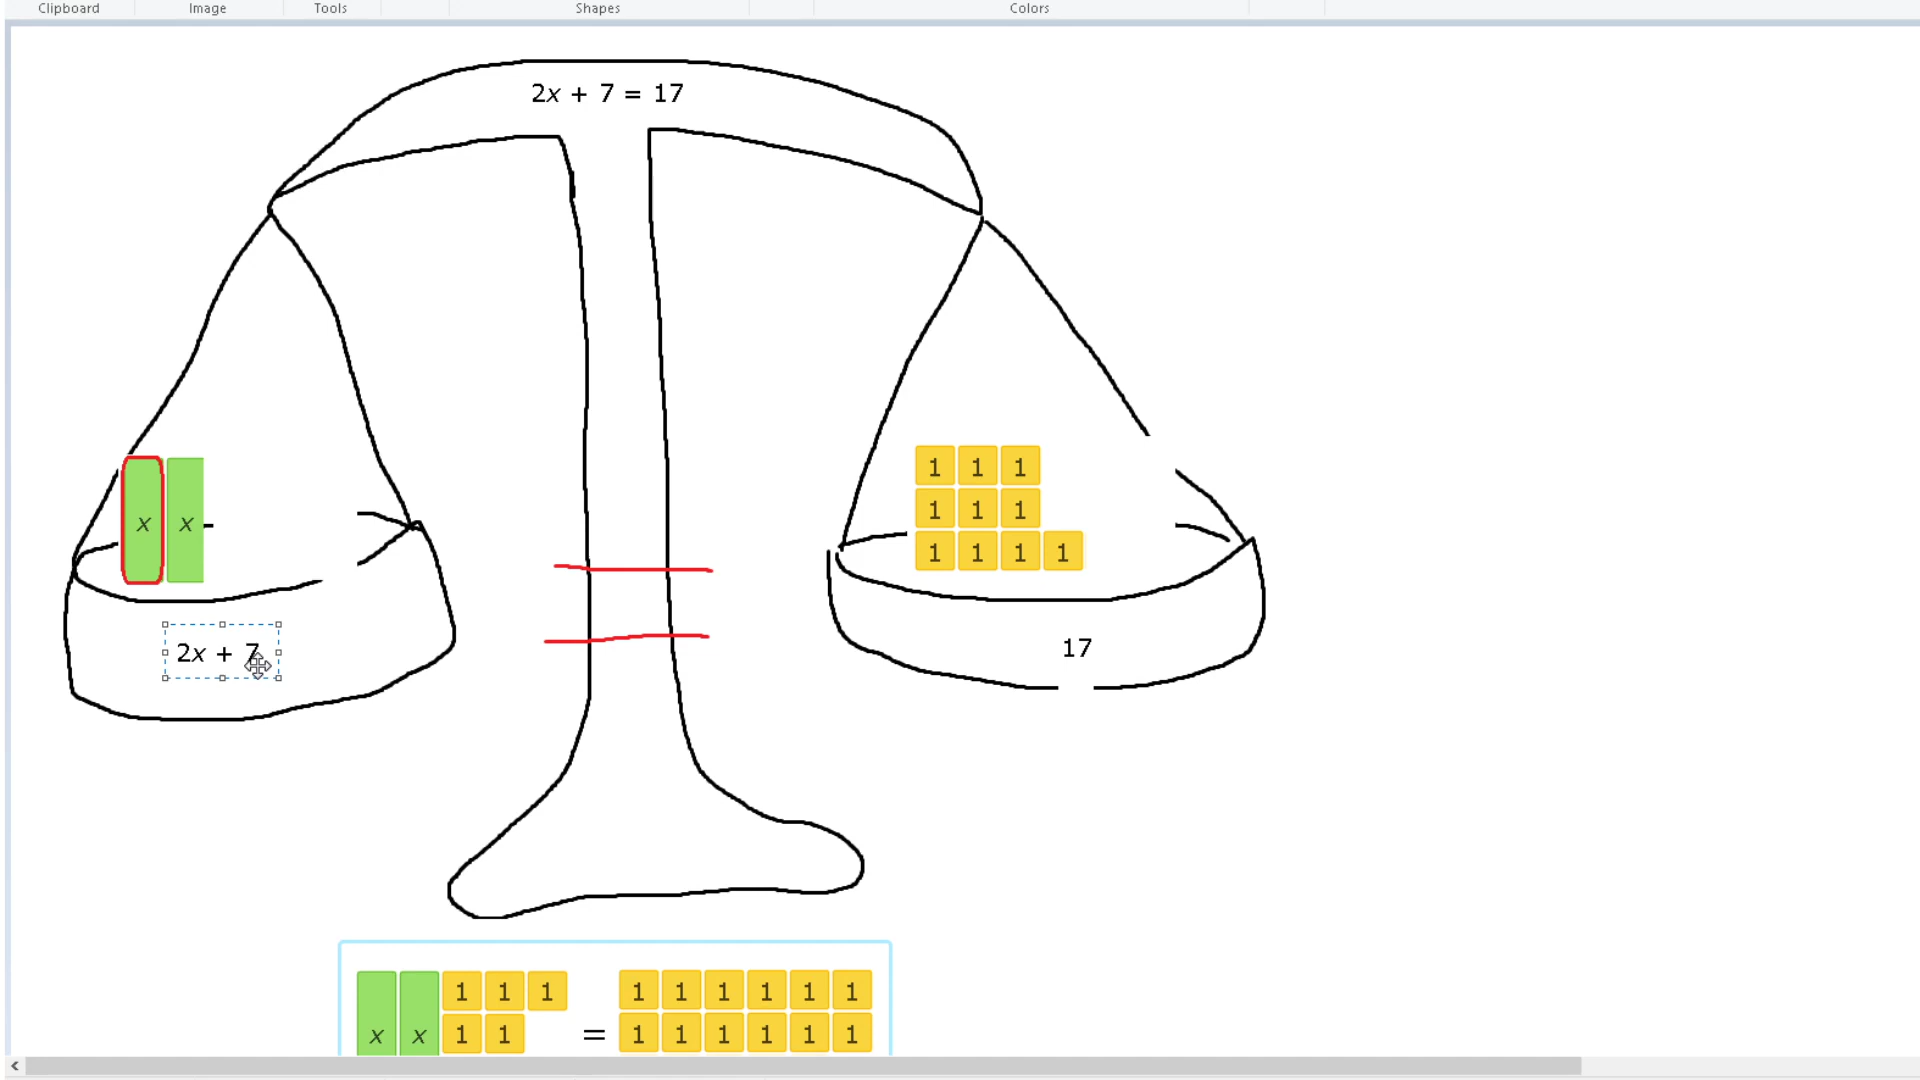 Clipboard Image Tools Shapes Colors
2x + 7 = 17
1 1 1
1 1 1
x x 1 1 1 1
2x + 7
17
1 1 1 1 1 1 1 1 1
x x 1 1 = 1 1 1 1 1 1